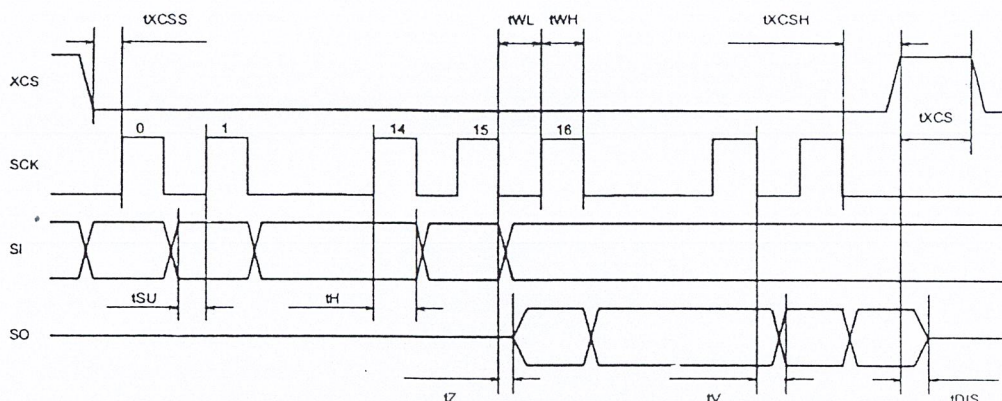 tXCSS tWL tWH tXCSH
XCS
tXCS
0 1 14 15 16
SCK
SI
tSU tH
SO
tZ tV tDIS